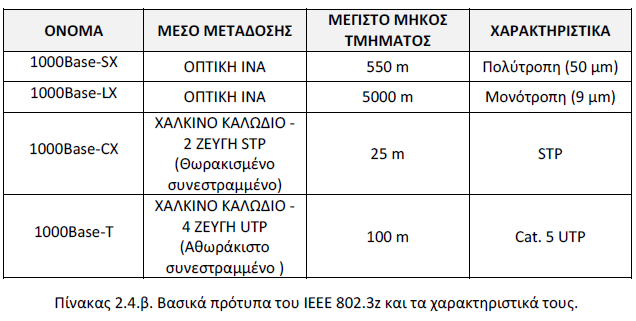 ΟΝΟΜΑ ΜΕΣΟ ΜΕΤΑΔΟΣΗΣ ΜΕΓΙΣΤΟ ΜΗΚΟΣ ΤΜΗΜΑΤΟΣ ΧΑΡΑΚΤΗΡΙΣΤΙΚΑ
1000Base-SX ΟΠΤΙΚΗ ΙΝΑ 550 m Πολύτροπη (50 μm)
1000Base-LX ΟΠΤΙΚΗ ΙΝΑ 5000 m Μονότροπη (9 μm)
1000Base-CX
ΧΑΛΚΙΝΟ ΚΑΛΩΔΙΟ -
2 ΖΕΥΓΗ STP
(Θωρακισμένο
συνεστραμμένο)
25 m
STP
1000Base-T
ΧΑΛΚΙΝΟ ΚΑΛΩΔΙΟ -
4 ΖΕΥΓΗ UTP
(Αθωράκιστο
συνεστραμμένο )
100 m
Cat. 5 UTP
Πίνακας 2.4.β. Βασικά πρότυπα του IEEE 802.3z και τα χαρακτηριστικά τους.